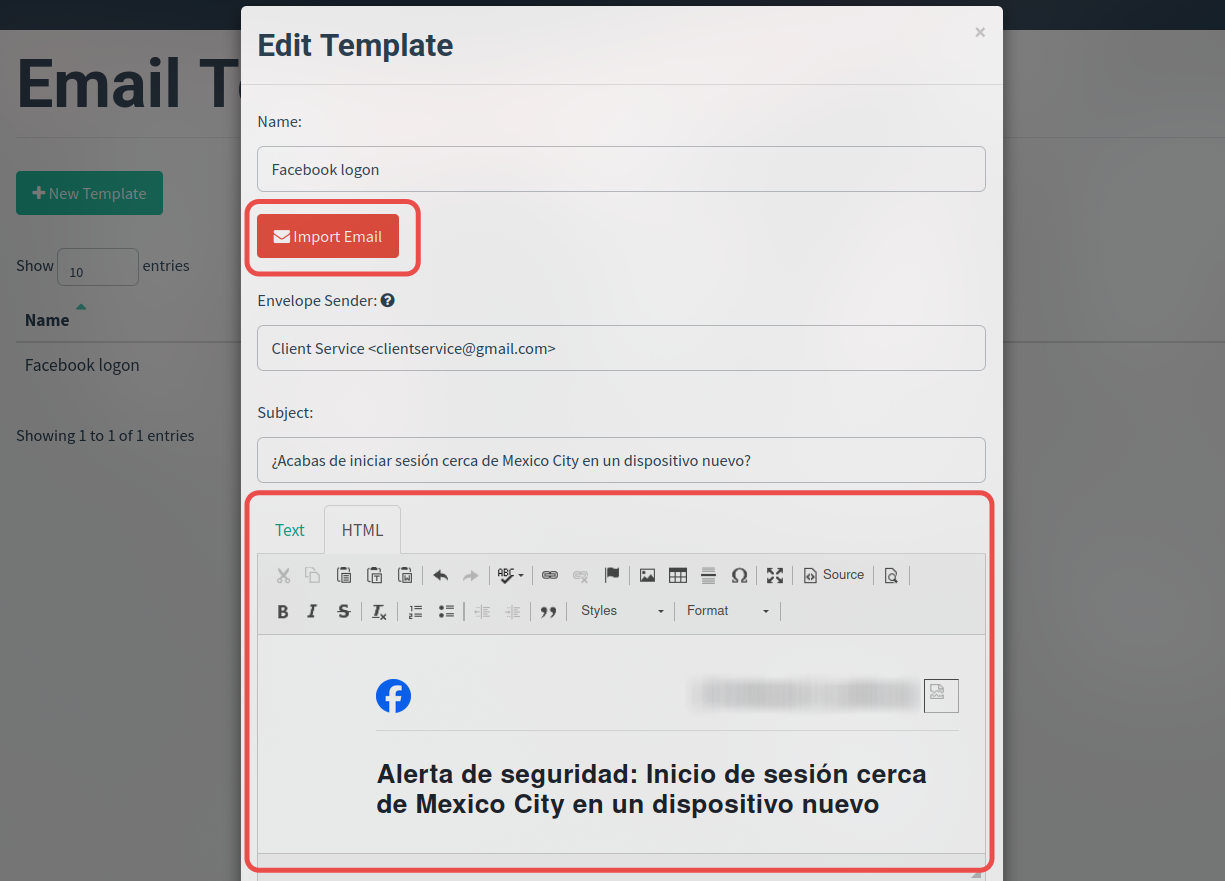 Edit Template
×
Email T
Name:
Facebook logon
New Template
Import Email
Show 10 entries
Envelope Sender:
Name
Client Service <clientservice@gmail.com>
Facebook logon
Subject:
Showing 1 to 1 of 1 entries
¿Acabas de iniciar sesión cerca de Mexico City en un dispositivo nuevo?
Text HTML
ABC Source
B I S Styles Format
Alerta de seguridad: Inicio de sesión cerca
de Mexico City en un dispositivo nuevo